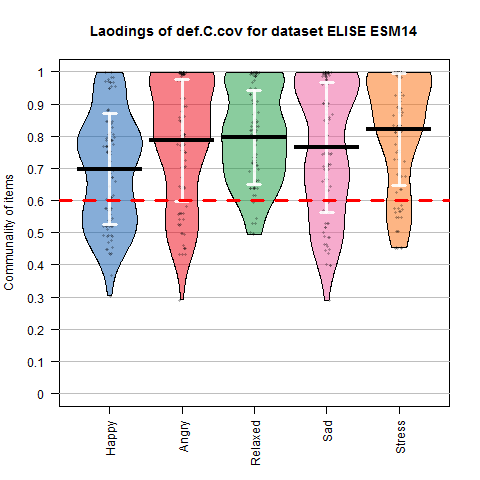 Laodings of def.C.cov for dataset ELISE ESM14
Communality of items
1
0.9
0.8
0.7
0.6
0.5
0.4
0.3
0.2
0.1
0
Happy
Angry
Relaxed
Sad
Stress